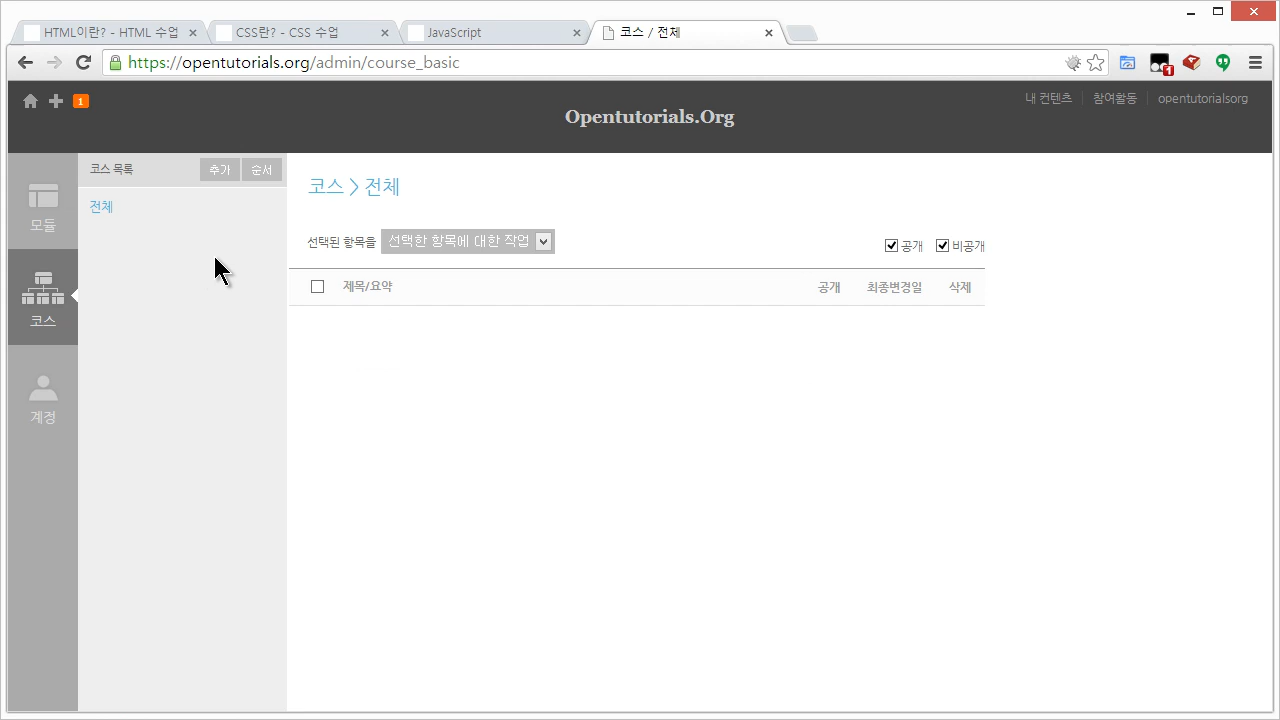 HTML이란? - HTML 수업
CSS란? - CSS 수업
JavaScript
코스 / 전체
https://opentutorials.org/admin/course_basic
1
1
Opentutorials.Org
내 컨텐츠
참여활동
opentutorialsorg
모듈
코스
계정
코스 목록
추가
순서
전체
코스 > 전체
선택된 항목을
선택한 항목에 대한 작업
공개
비공개
제목/요약
공개
최종변경일
삭제